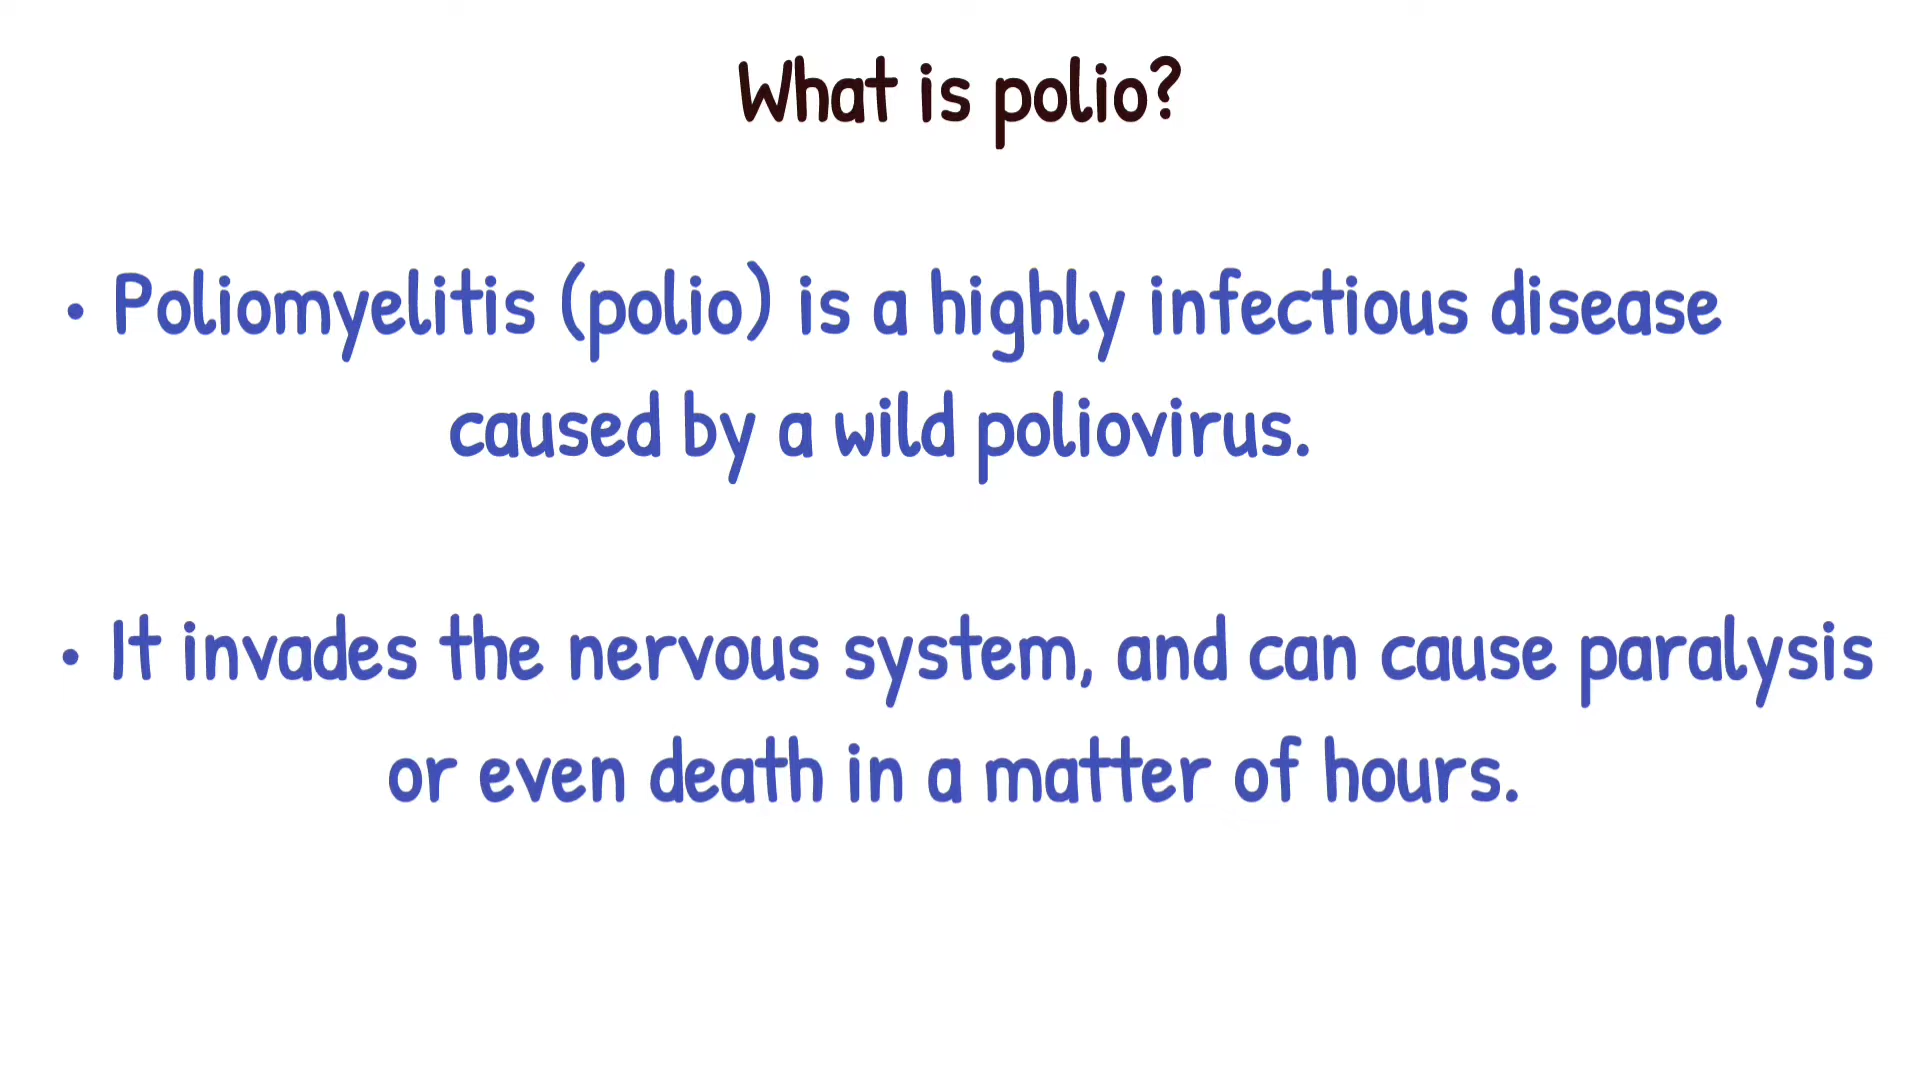 What is polio?
• Poliomyelitis (polio) is a highly infectious disease
caused by a wild poliovirus.
• It invades the nervous system, and can cause paralysis
or even death in a matter of hours.